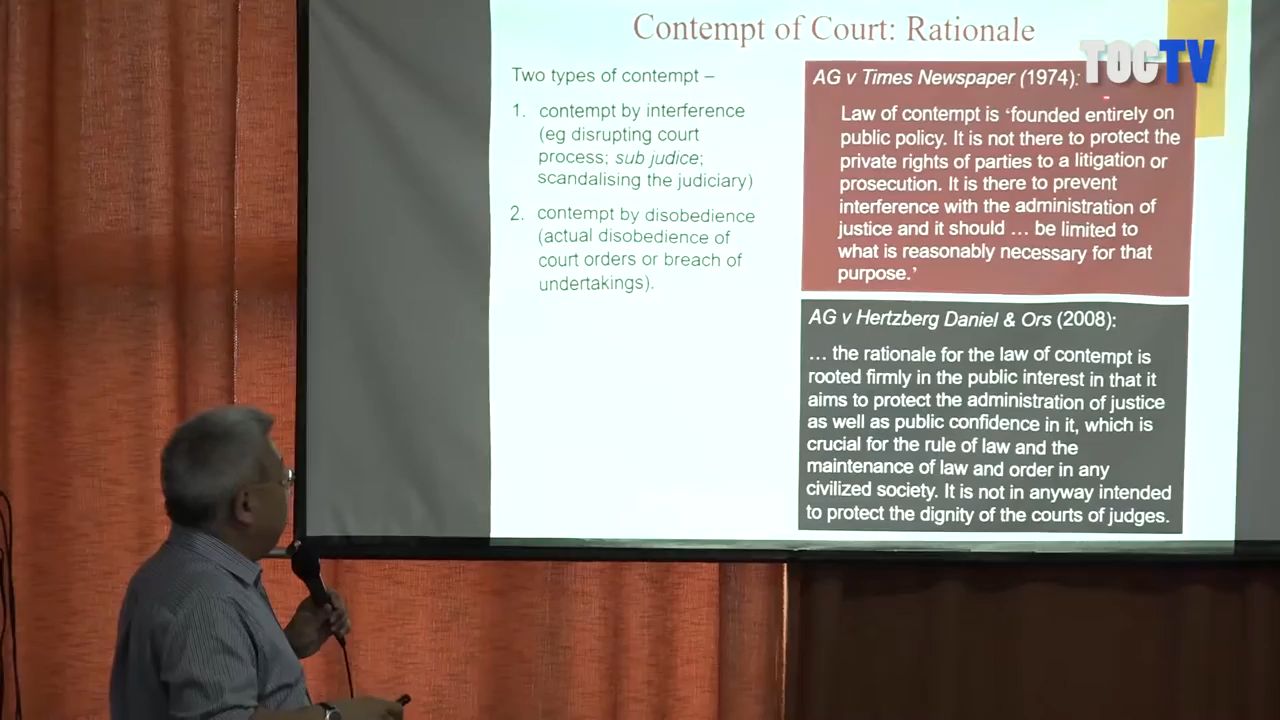 Contempt of Court: Rationale
TOCTV
Two types of contempt –
1. contempt by interference
(eg disrupting court
process; sub judice;
scandalising the judiciary)
2. contempt by disobedience
(actual disobedience of
court orders or breach of
undertakings).
AG v Times Newspaper (1974):
Law of contempt is ‘founded entirely on
public policy. It is not there to protect the
private rights of parties to a litigation or
prosecution. It is there to prevent
interference with the administration of
justice and it should … be limited to
what is reasonably necessary for that
purpose.’
AG v Hertzberg Daniel & Ors (2008):
… the rationale for the law of contempt is
rooted firmly in the public interest in that it
aims to protect the administration of justice
as well as public confidence in it, which is
crucial for the rule of law and the
maintenance of law and order in any
civilized society. It is not in anyway intended
to protect the dignity of the courts of judges.